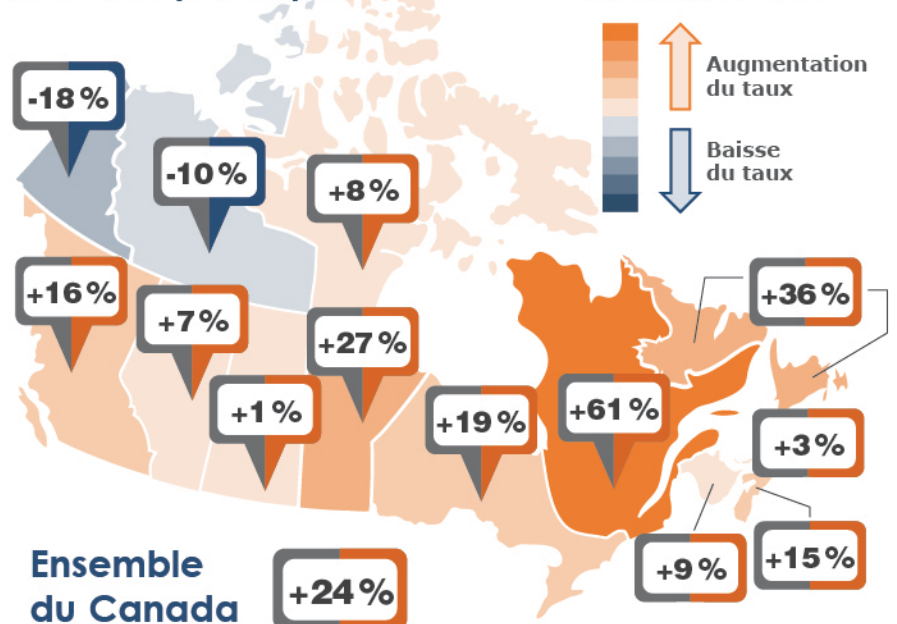 Augmentation
du taux
Baisse
du taux
-18 %
-10 %
+8 %
+16 %
+7 %
+27 %
+36 %
+1 %
+19 %
+61 %
+3 %
+9 %
+15 %
Ensemble
du Canada
+24 %